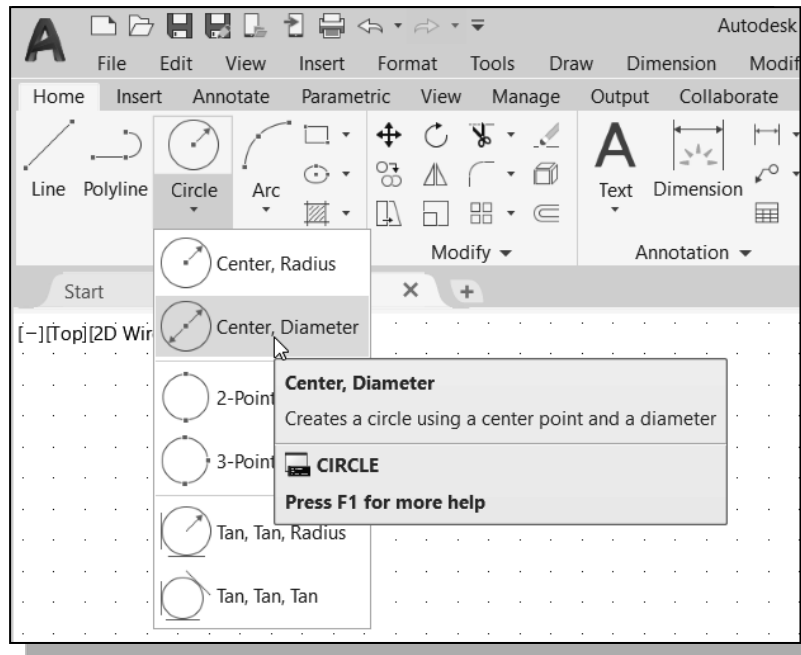 Autodesk
File Edit View Insert Format Tools Draw Dimension Modif
Home Insert Annotate Parametric View Manage Output Collaborate
Line Polyline Circle Arc Text Dimension
Modify Annotation
Start
[−][Top][2D Wir
Center, Radius
Center, Diameter
2-Point
3-Point
Tan, Tan, Radius
Tan, Tan, Tan
Center, Diameter
Creates a circle using a center point and a diameter
CIRCLE
Press F1 for more help